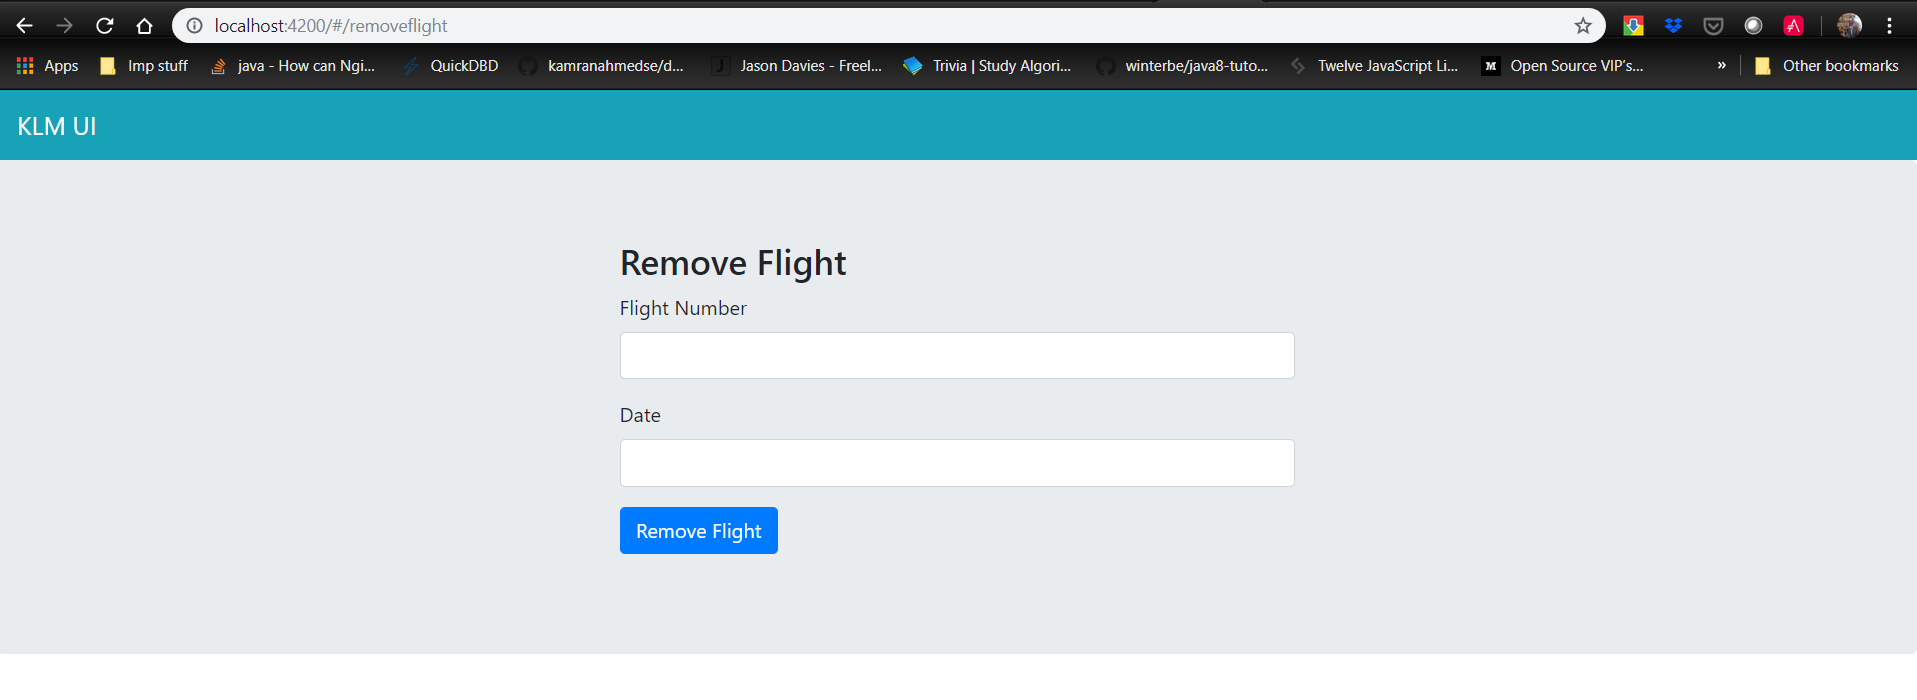 localhost:4200/#/removeflight
Apps Imp stuff java - How can Ngi... QuickDBD kamranahmedse/d... Jason Davies - Freel... Trivia | Study Algori... winterbe/java8-tuto... Twelve JavaScript Li... Open Source VIP's... » Other bookmarks
KLM UI
Remove Flight
Flight Number
Date
Remove Flight